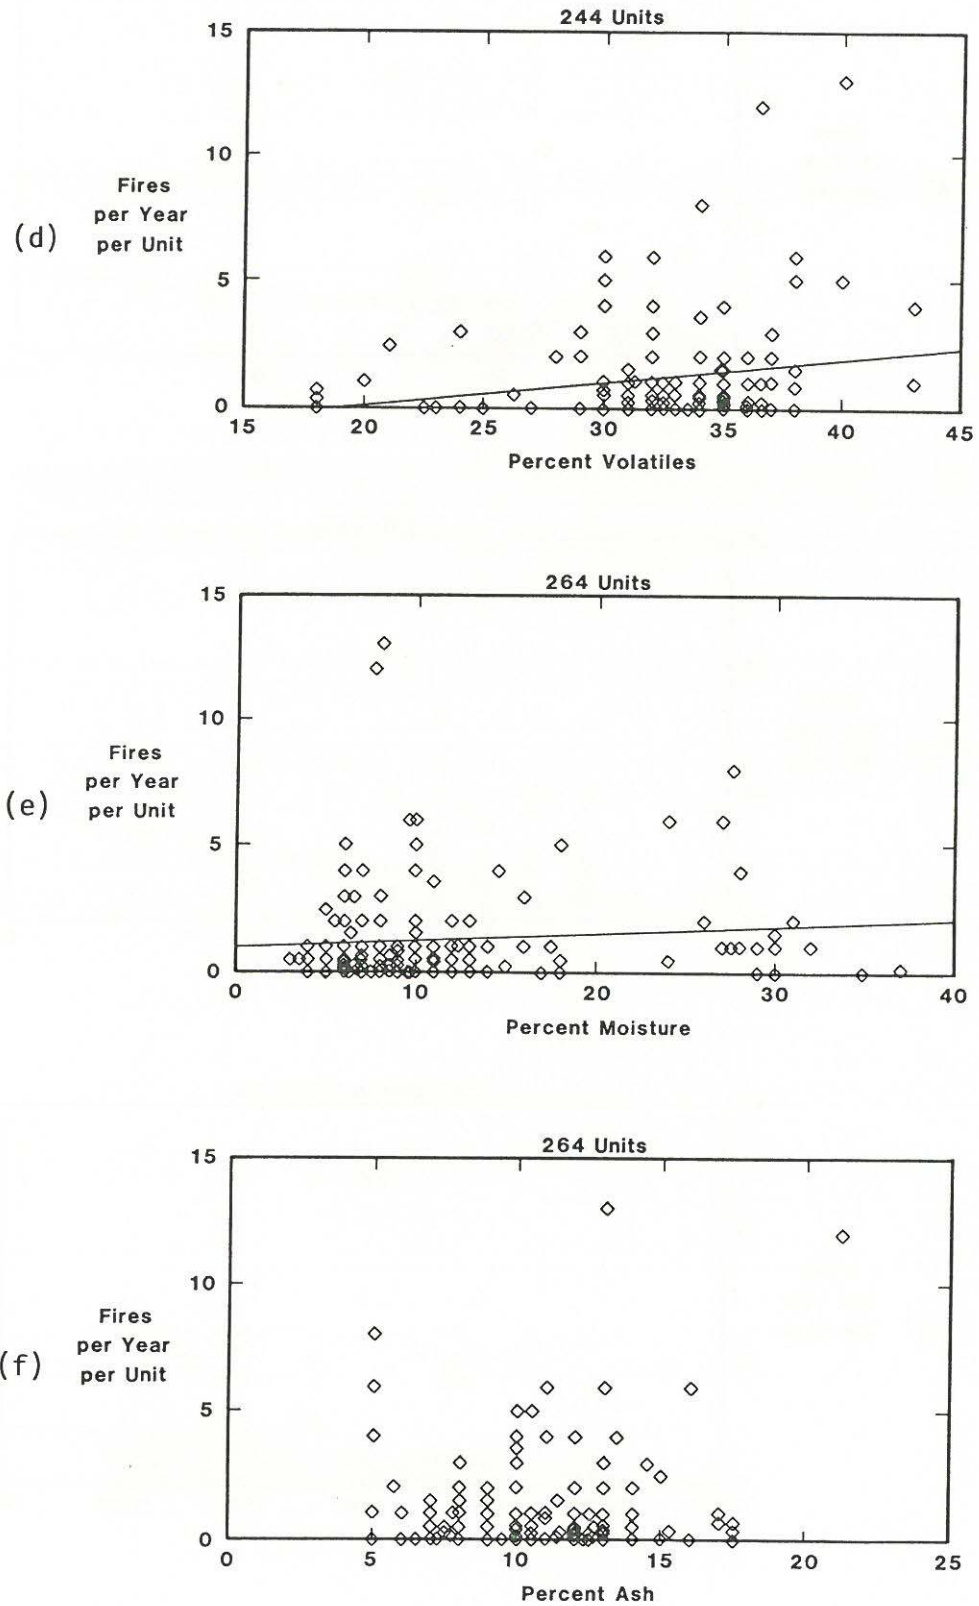 244 Units
15
10
5
0
Fires
per Year
per Unit
(d)
15 20 25 30 35 40 45
Percent Volatiles
264 Units
15
10
5
0
Fires
per Year
per Unit
(e)
0 10 20 30 40
Percent Moisture
264 Units
15
10
5
0
Fires
per Year
per Unit
(f)
0 5 10 15 20 25
Percent Ash